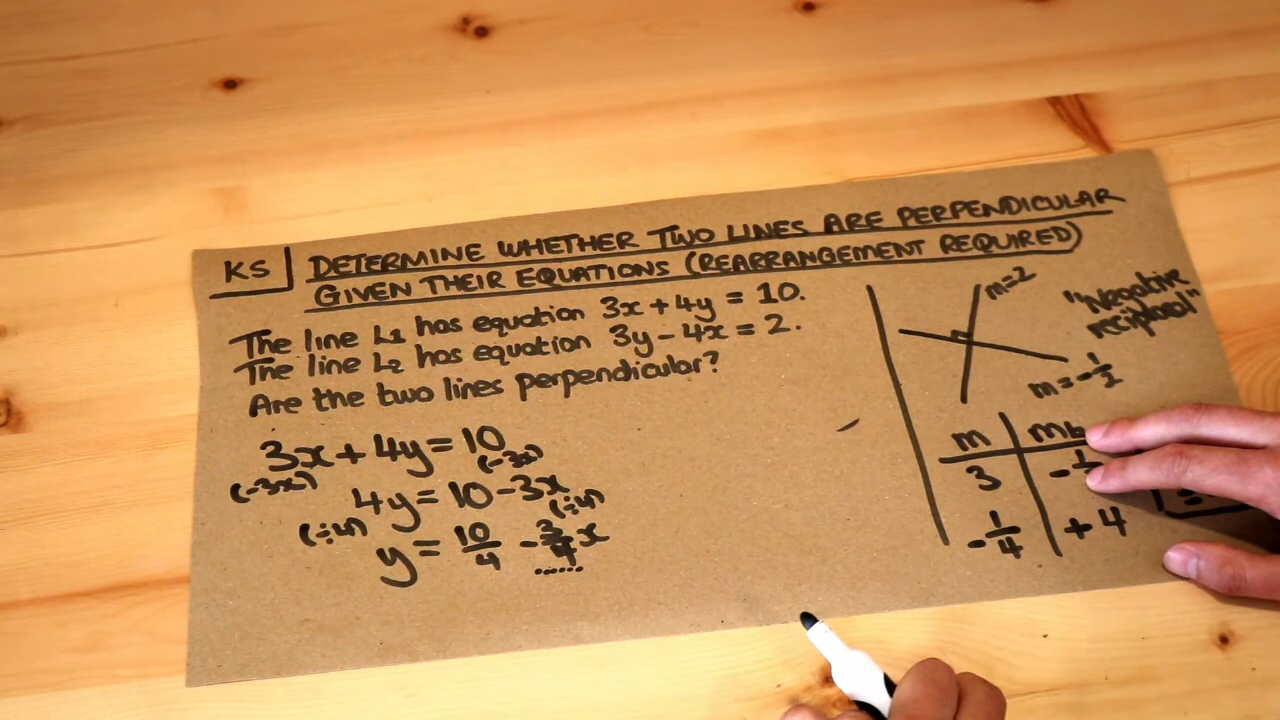 KS
DETERMINE WHETHER TWO LINES ARE PERPENDICULAR
GIVEN THEIR EQUATIONS (REARRANGEMENT REQUIRED)
The line L1 has equation 3x + 4y = 10.
The line L2 has equation 3y - 4x = 2.
Are the two lines perpendicular?
3x + 4y = 10
(-3x) (-3x)
4y = 10 - 3x
(÷4) (÷4)
y = 10/4 - 3/4 x
m=2
"Negative
reciprocal"
m = -1/2
m
3
-1/4 + 4